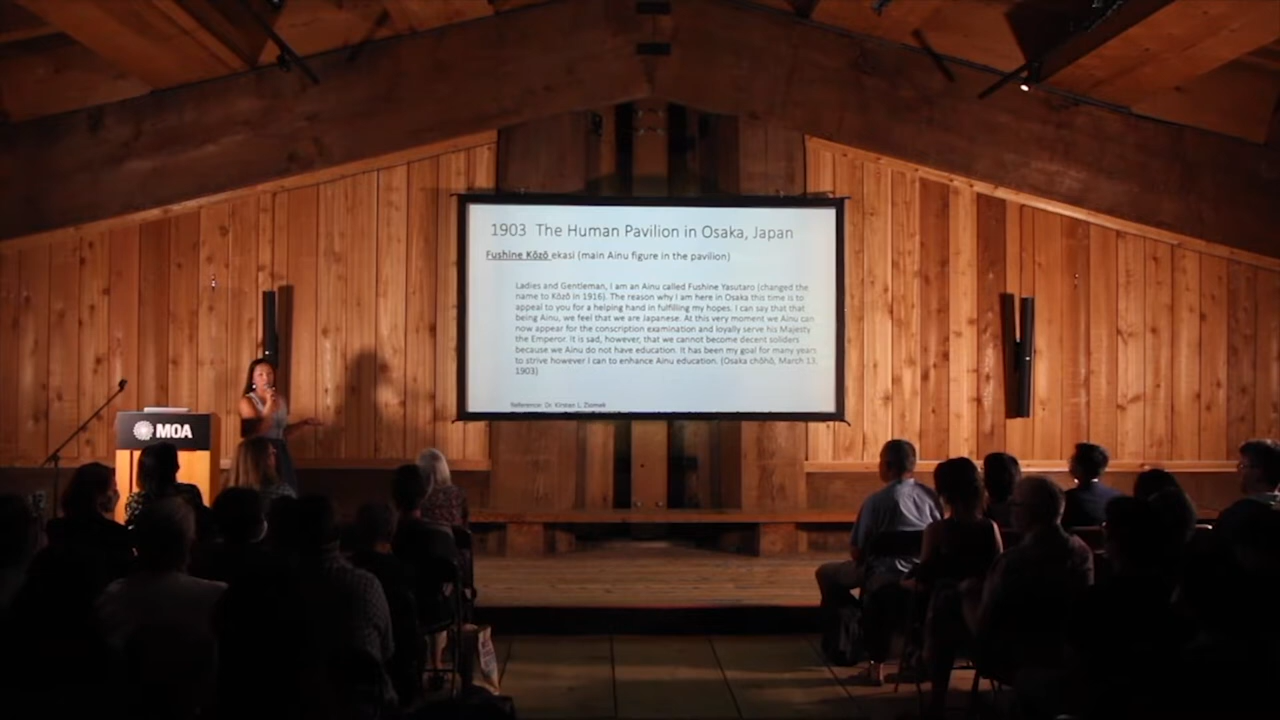 1903 The Human Pavilion in Osaka, Japan
Fushine Kōzō ekasi (main Ainu figure in the pavilion)
Ladies and Gentleman, I am an Ainu called Fushine Yasutaro (changed the
name to Kōzō in 1916). The reason why I am here in Osaka this time is to
appeal to you for a helping hand in fulfilling my hopes. I can say that that
being Ainu, we feel that we are Japanese. At this very moment we Ainu can
now appear for the conscription examination and loyally serve his Majesty
the Emperor. It is sad, however, that we cannot become decent soliders
because we Ainu do not have education. It has been my goal for many years
to strive however I can to enhance Ainu education. (Osaka chōhō, March 13,
1903)
Reference: Dr. Kirsten L. Ziomek
MOA